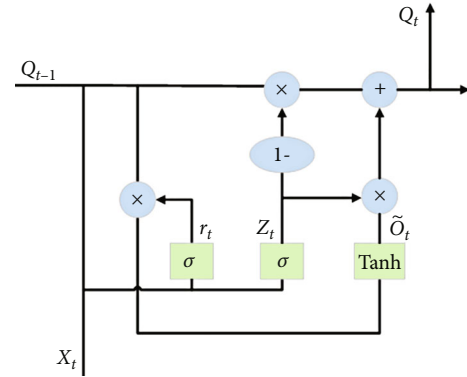 Q_t
Q_{t–1}
×
+
1-
×
×
r_t
Z_t
Õ_t
σ
σ
Tanh
X_t